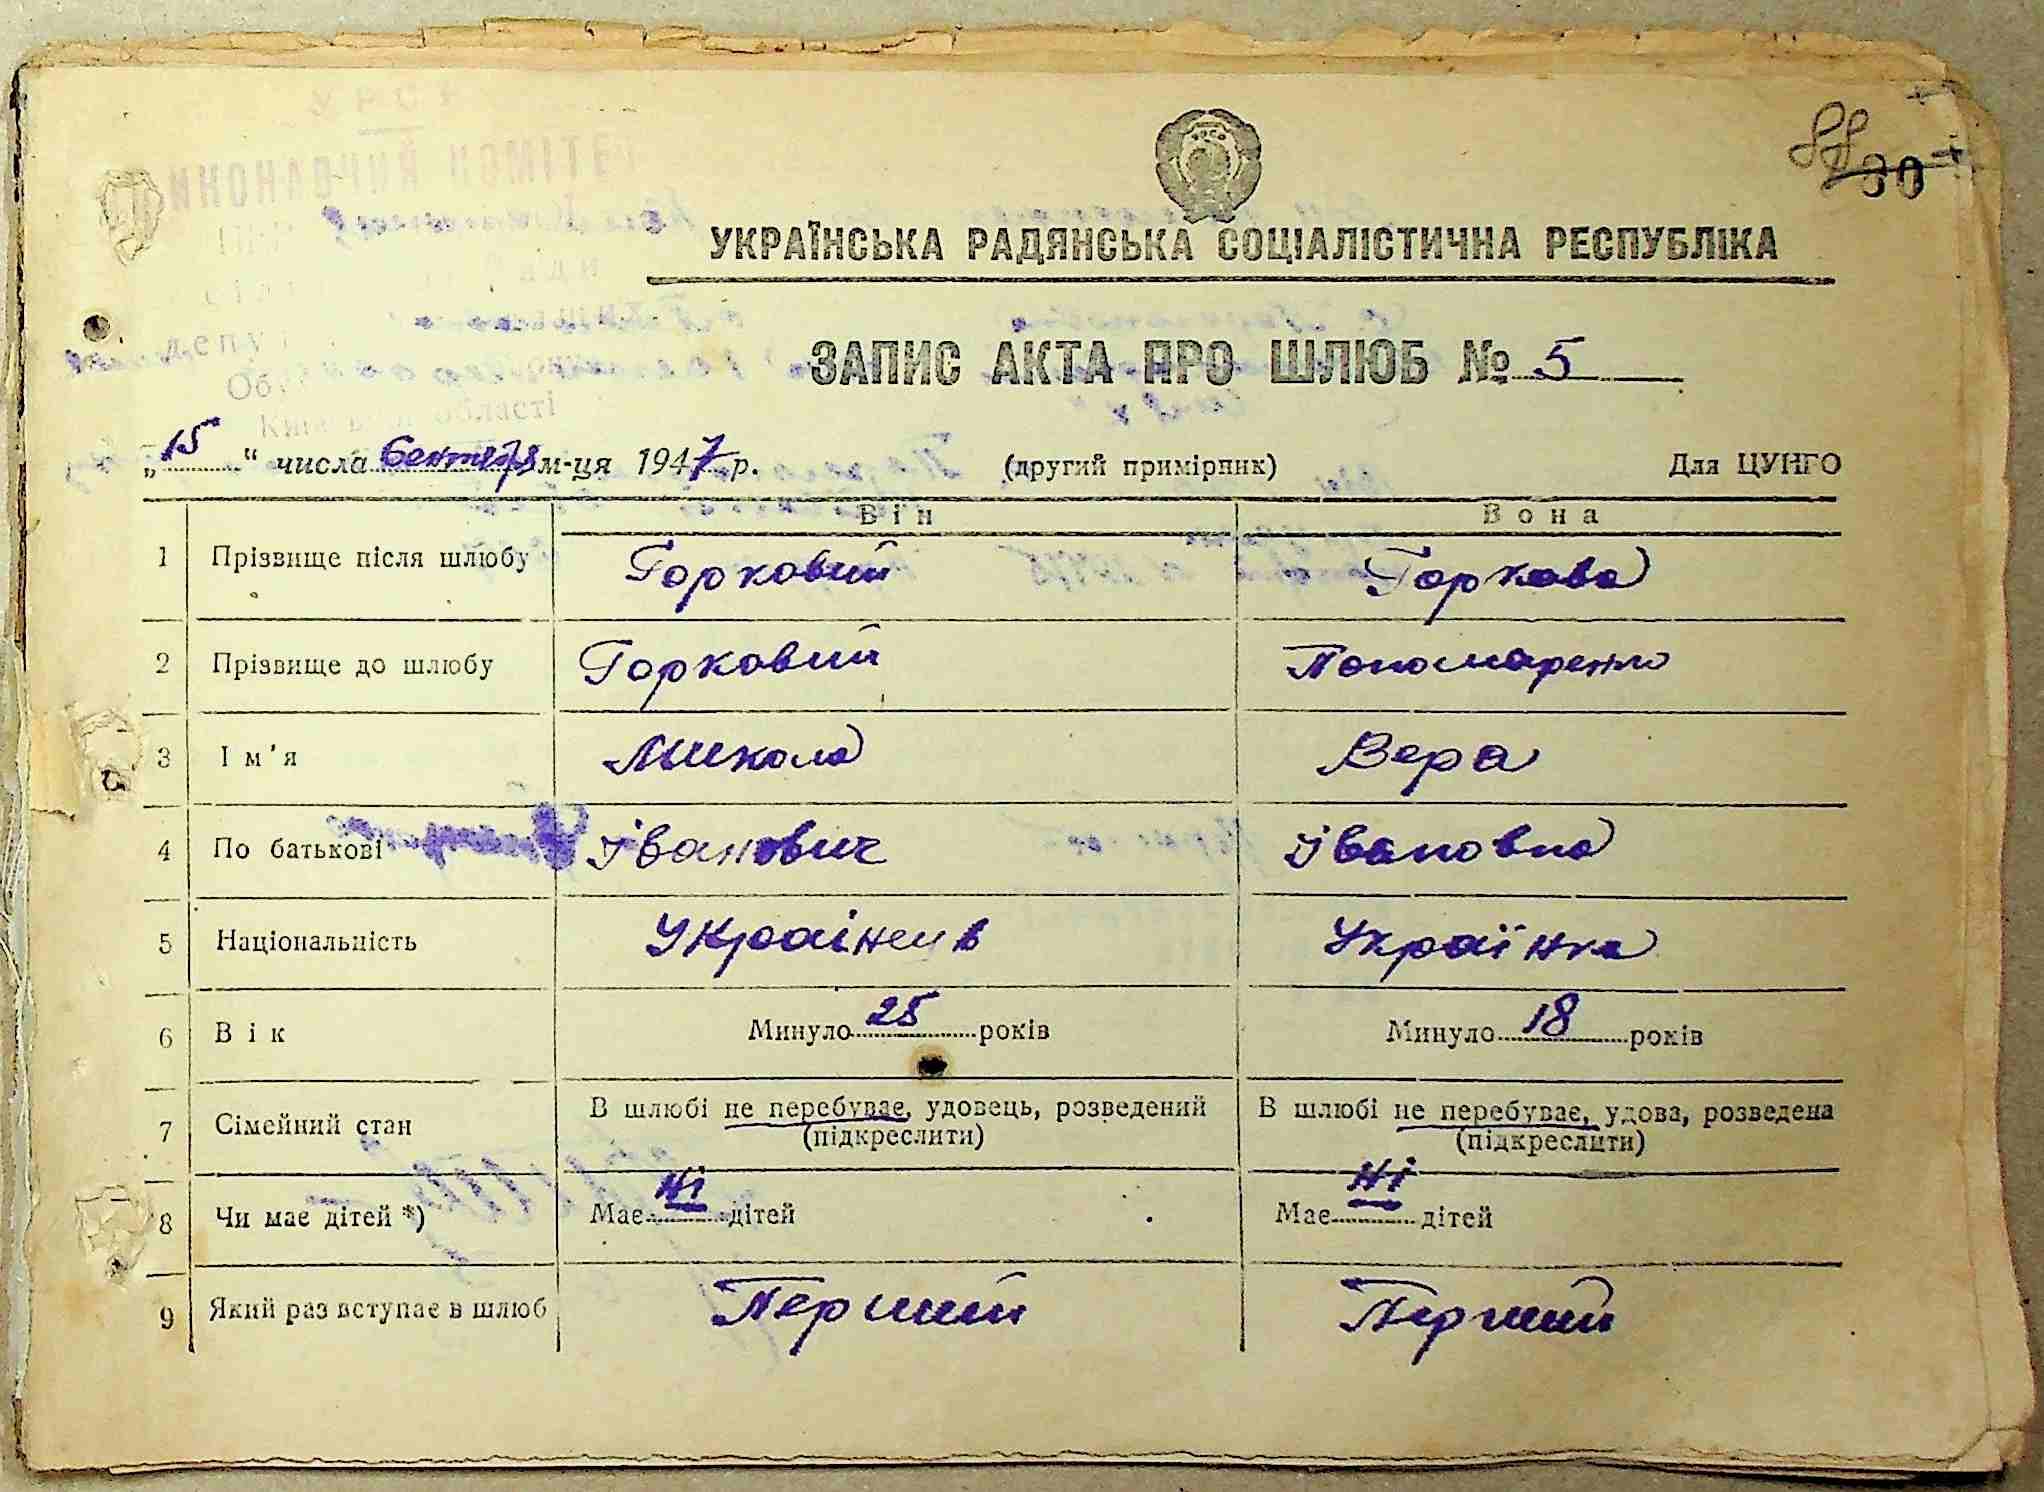 УКРАЇНСЬКА РАДЯНСЬКА СОЦІАЛІСТИЧНА РЕСПУБЛІКА
ЗАПИС АКТА ПРО ШЛЮБ № 5
„15“ числа Сентября м-ця 1947 р. (другий примірник) Для ЦУНГО
Він Вона
1 Прізвище після шлюбу Горковий Горкова
2 Прізвище до шлюбу Горковий Пономаренко
3 Ім'я Микола Вера
4 По батькові Іванович Івановна
5 Національність Українець Українка
6 Вік Минуло 25 років Минуло 18 років
7 Сімейний стан В шлюбі не перебуває, удовець, розведений В шлюбі не перебуває, удова, розведена
(підкреслити) (підкреслити)
8 Чи має дітей *) Має Ні дітей Має Ні дітей
9 Який раз вступає в шлюб Перший Перший